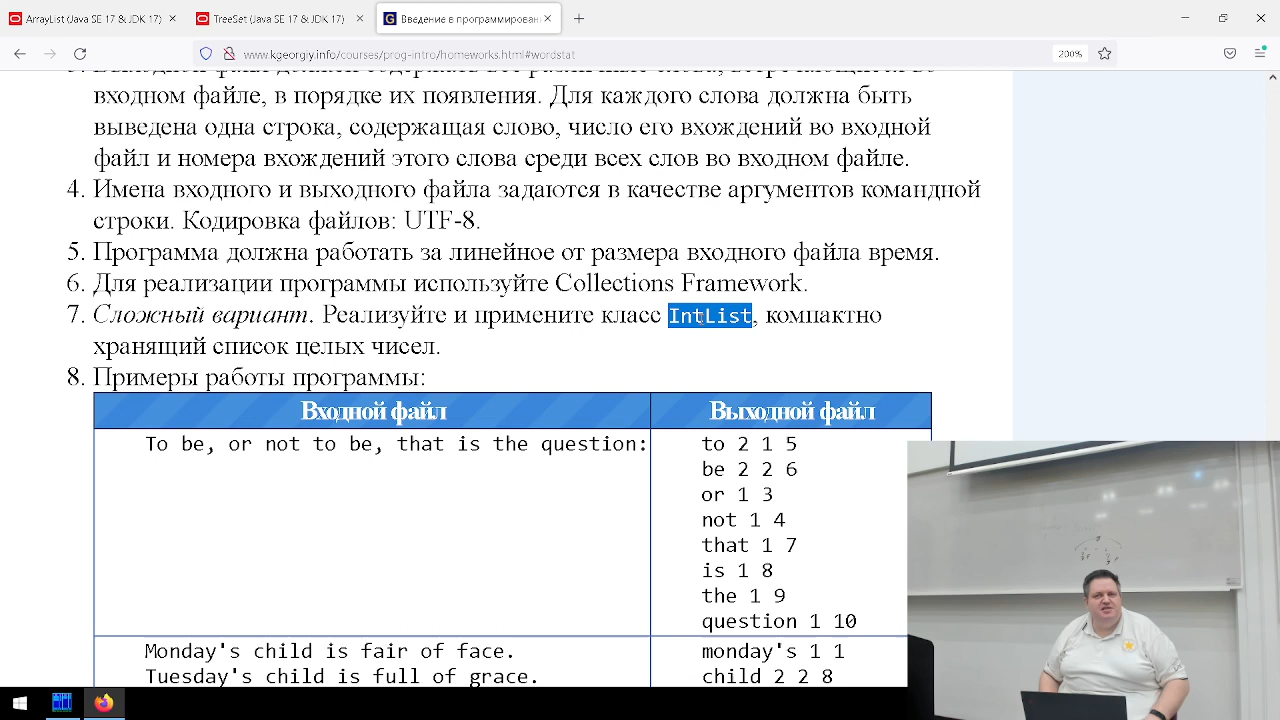 ArrayList (Java SE 17 & JDK 17)
TreeSet (Java SE 17 & JDK 17)
Введение в программирован
www.kgeorgiy.info/courses/prog-intro/homeworks.html#wordstat
200%
входном файле, в порядке их появления. Для каждого слова должна быть
выведена одна строка, содержащая слово, число его вхождений во входной
файл и номера вхождений этого слова среди всех слов во входном файле.
4. Имена входного и выходного файла задаются в качестве аргументов командной
строки. Кодировка файлов: UTF-8.
5. Программа должна работать за линейное от размера входного файла время.
6. Для реализации программы используйте Collections Framework.
7. Сложный вариант. Реализуйте и примените класс IntList, компактно
хранящий список целых чисел.
8. Примеры работы программы:
Входной файл Выходной файл
To be, or not to be, that is the question:
to 2 1 5
be 2 2 6
or 1 3
not 1 4
that 1 7
is 1 8
the 1 9
question 1 10
Monday's child is fair of face.
Tuesday's child is full of grace.
monday's 1 1
child 2 2 8